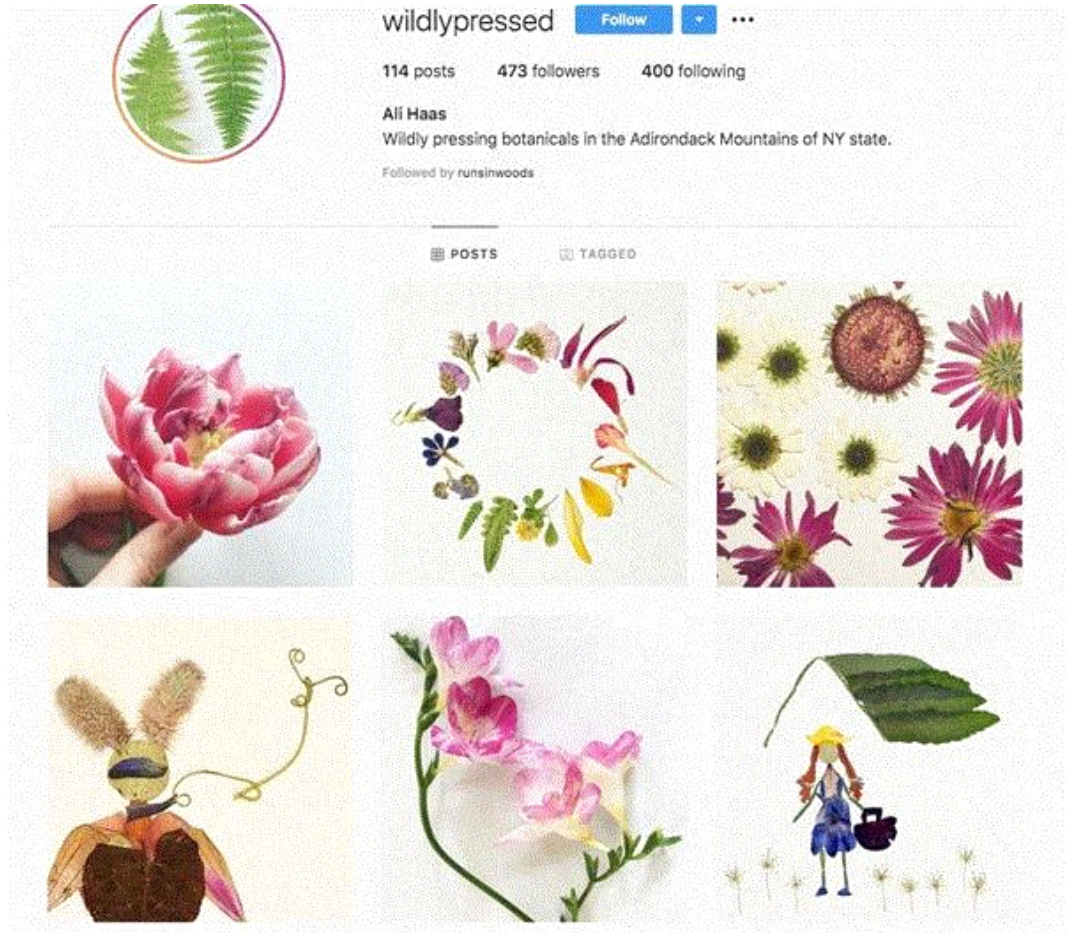 wildlypressed Follow
114 posts 473 followers 400 following
Ali Haas
Wildly pressing botanicals in the Adirondack Mountains of NY state.
Followed by runsinwoods
POSTS TAGGED